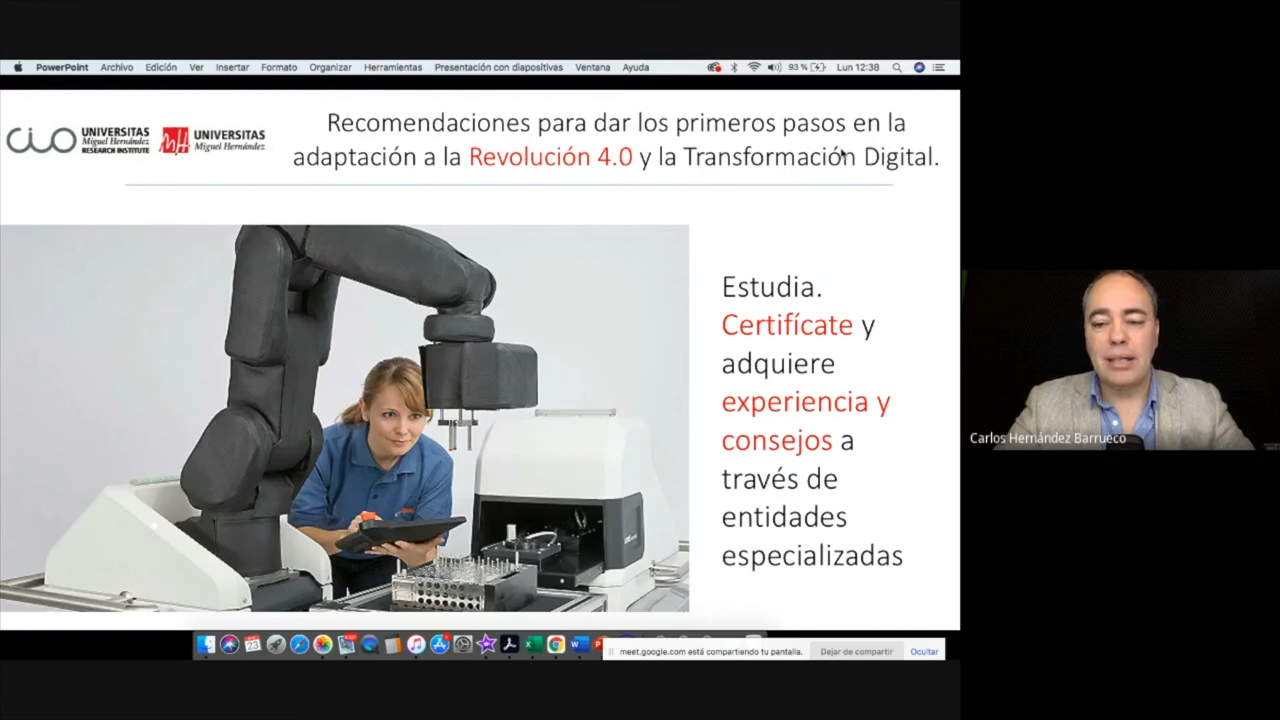 PowerPoint Archivo Edición Ver Insertar Formato Organizar Herramientas Presentación con diapositivas Ventana Ayuda 93 % Lun 12:38
CIO UNIVERSITAS Miguel Hernández RESEARCH INSTITUTE
UNIVERSITAS Miguel Hernández
Recomendaciones para dar los primeros pasos en la
adaptación a la Revolución 4.0 y la Transformación Digital.
Estudia.
Certifícate y
adquiere
experiencia y
consejos a
través de
entidades
especializadas
Carlos Hernández Barrueco
23
meet.google.com está compartiendo tu pantalla. Dejar de compartir Ocultar